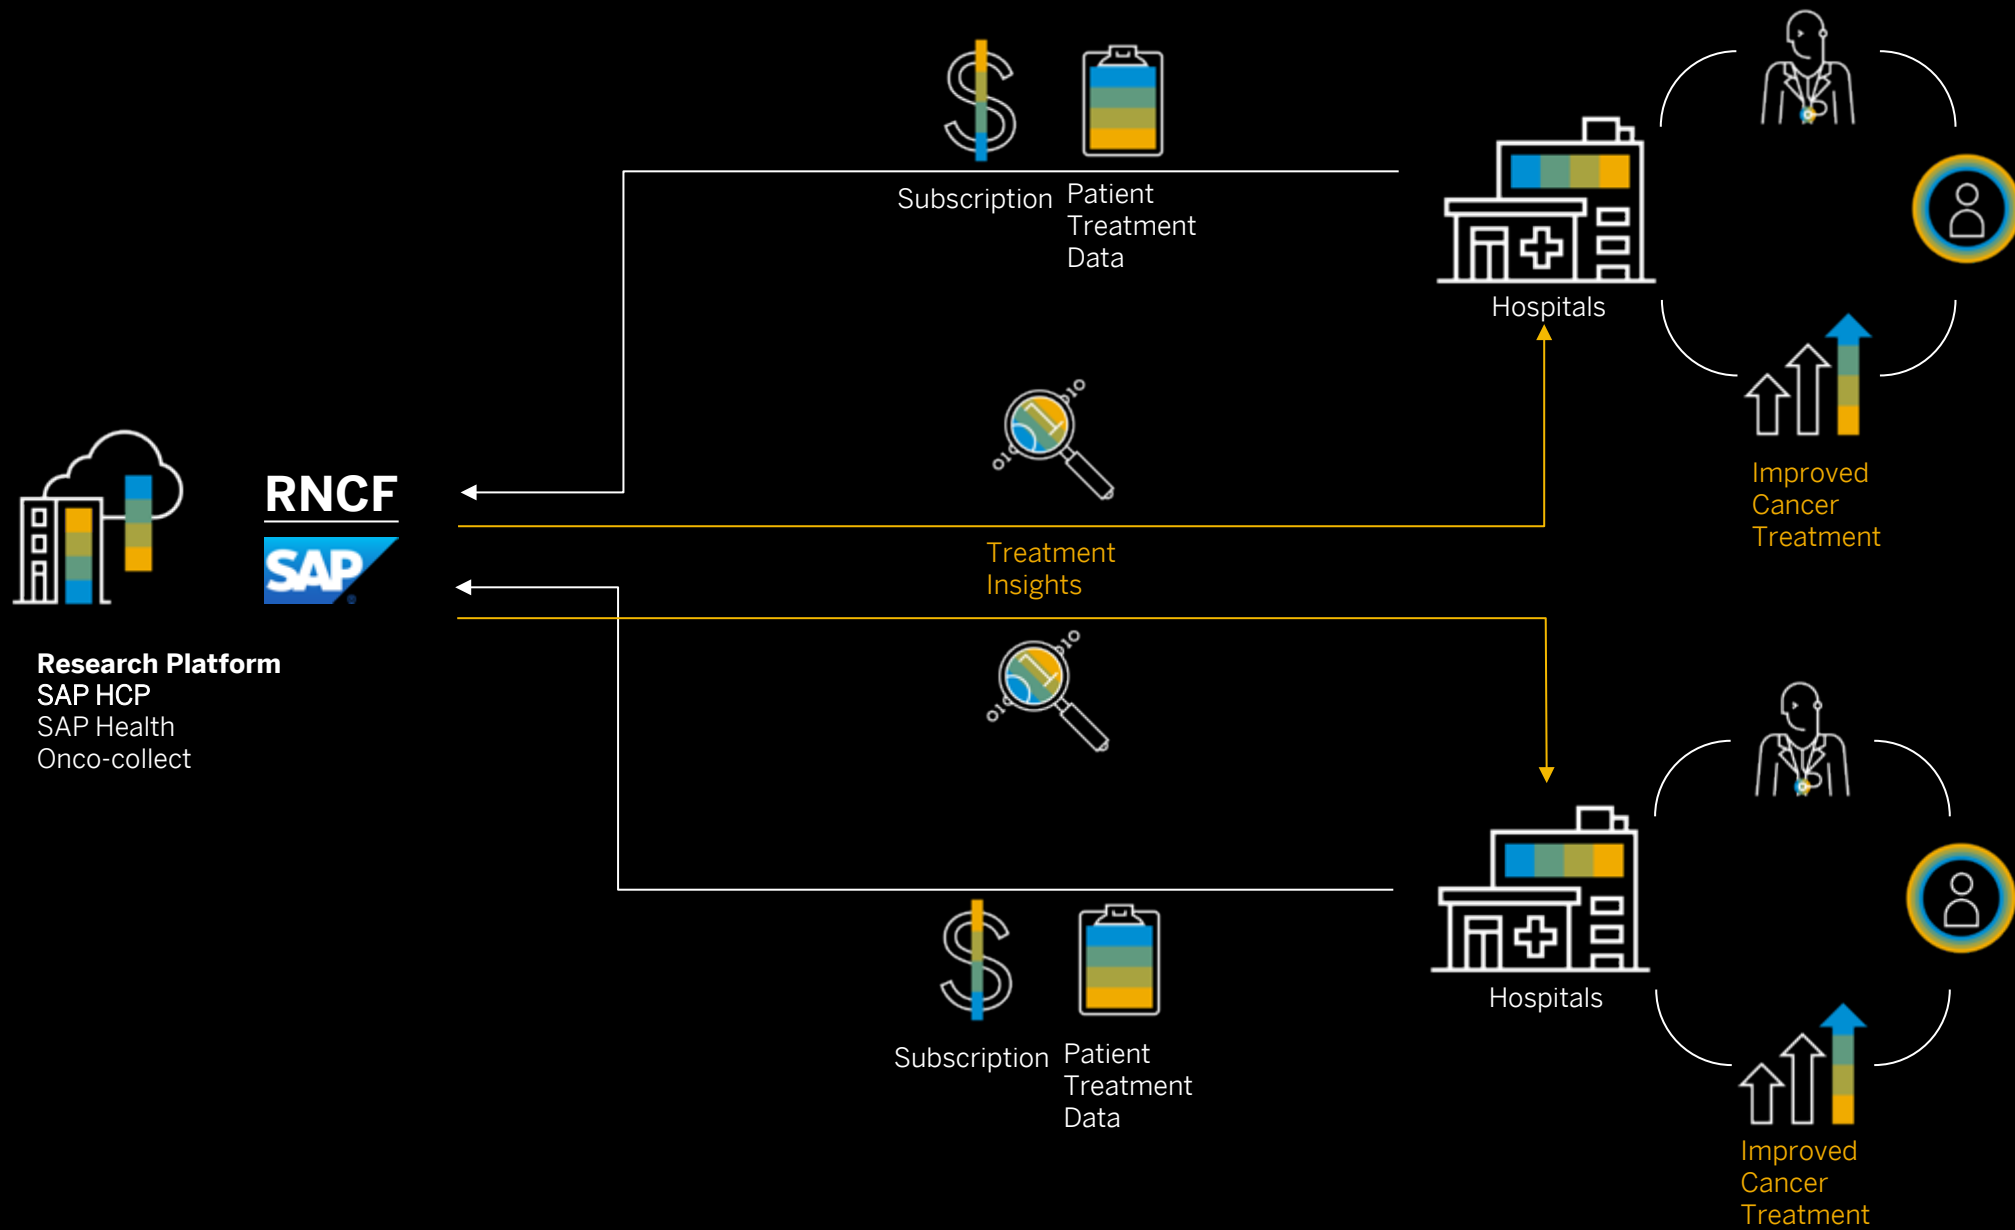 Subscription
Patient
Treatment
Data
Hospitals
Improved
Cancer
Treatment
RNCF
SAP
®
Treatment
Insights
Research Platform
SAP HCP
SAP Health
Onco-collect
Hospitals
Subscription
Patient
Treatment
Data
Improved
Cancer
Treatment